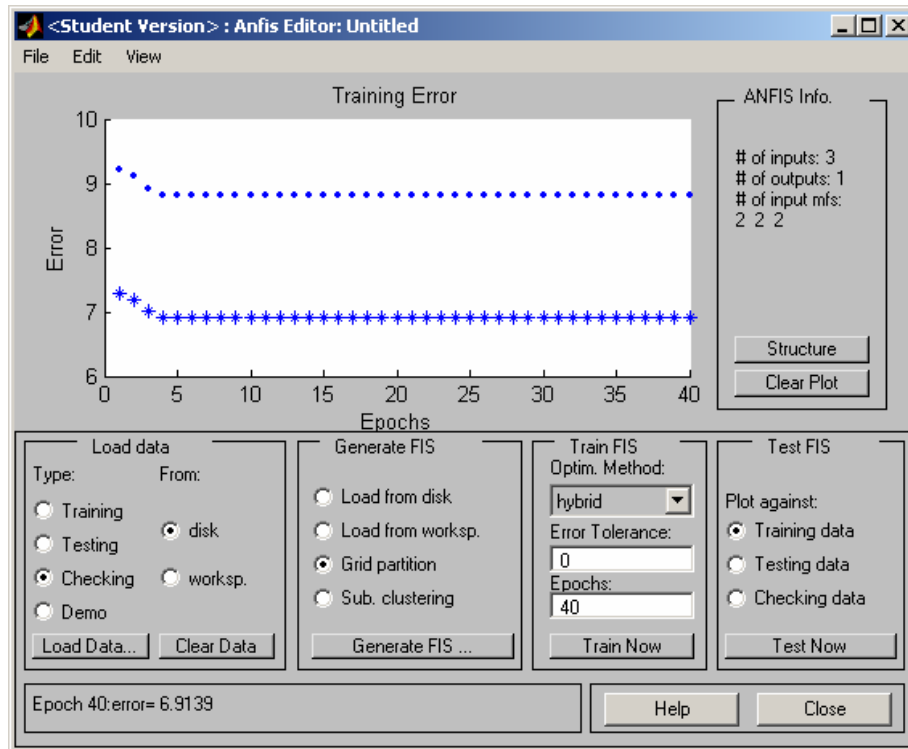 <Student Version> : Anfis Editor: Untitled
File Edit View
Training Error
10
9
8
7
6
Error
0 5 10 15 20 25 30 35 40
Epochs
ANFIS Info.
# of inputs: 3
# of outputs: 1
# of input mfs:
2 2 2
Structure
Clear Plot
Load data
Type: From:
Training
Testing
Checking
Demo
disk
worksp.
Load Data... Clear Data
Generate FIS
Load from disk
Load from worksp.
Grid partition
Sub. clustering
Generate FIS ...
Train FIS
Optim. Method:
hybrid
Error Tolerance:
0
Epochs:
40
Train Now
Test FIS
Plot against:
Training data
Testing data
Checking data
Test Now
Epoch 40:error= 6.9139
Help Close